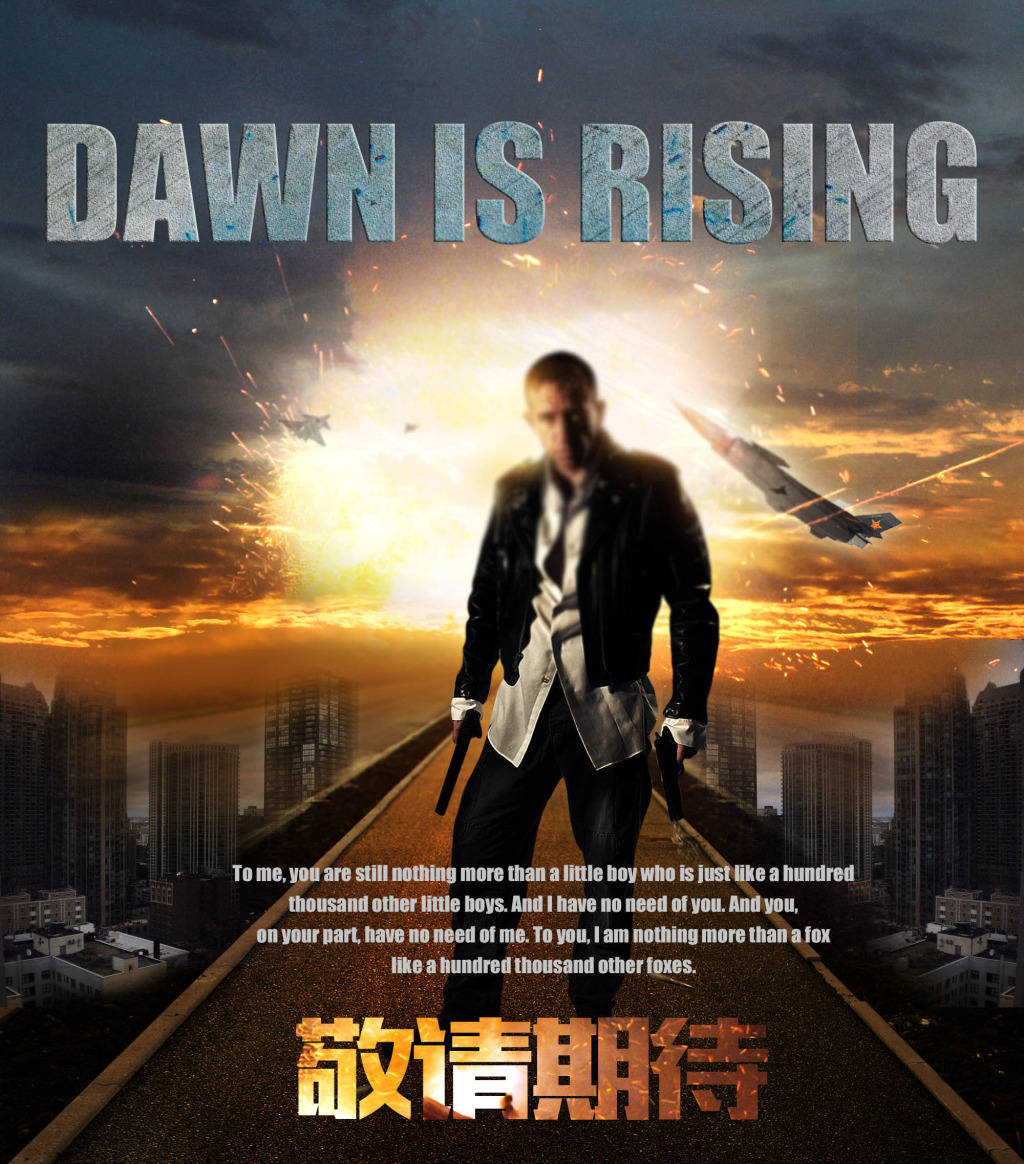 DAWN IS RISING
To me, you are still nothing more than a little boy who is just like a hundred
thousand other little boys. And I have no need of you. And you,
on your part, have no need of me. To you, I am nothing more than a fox
like a hundred thousand other foxes.
敬请期待